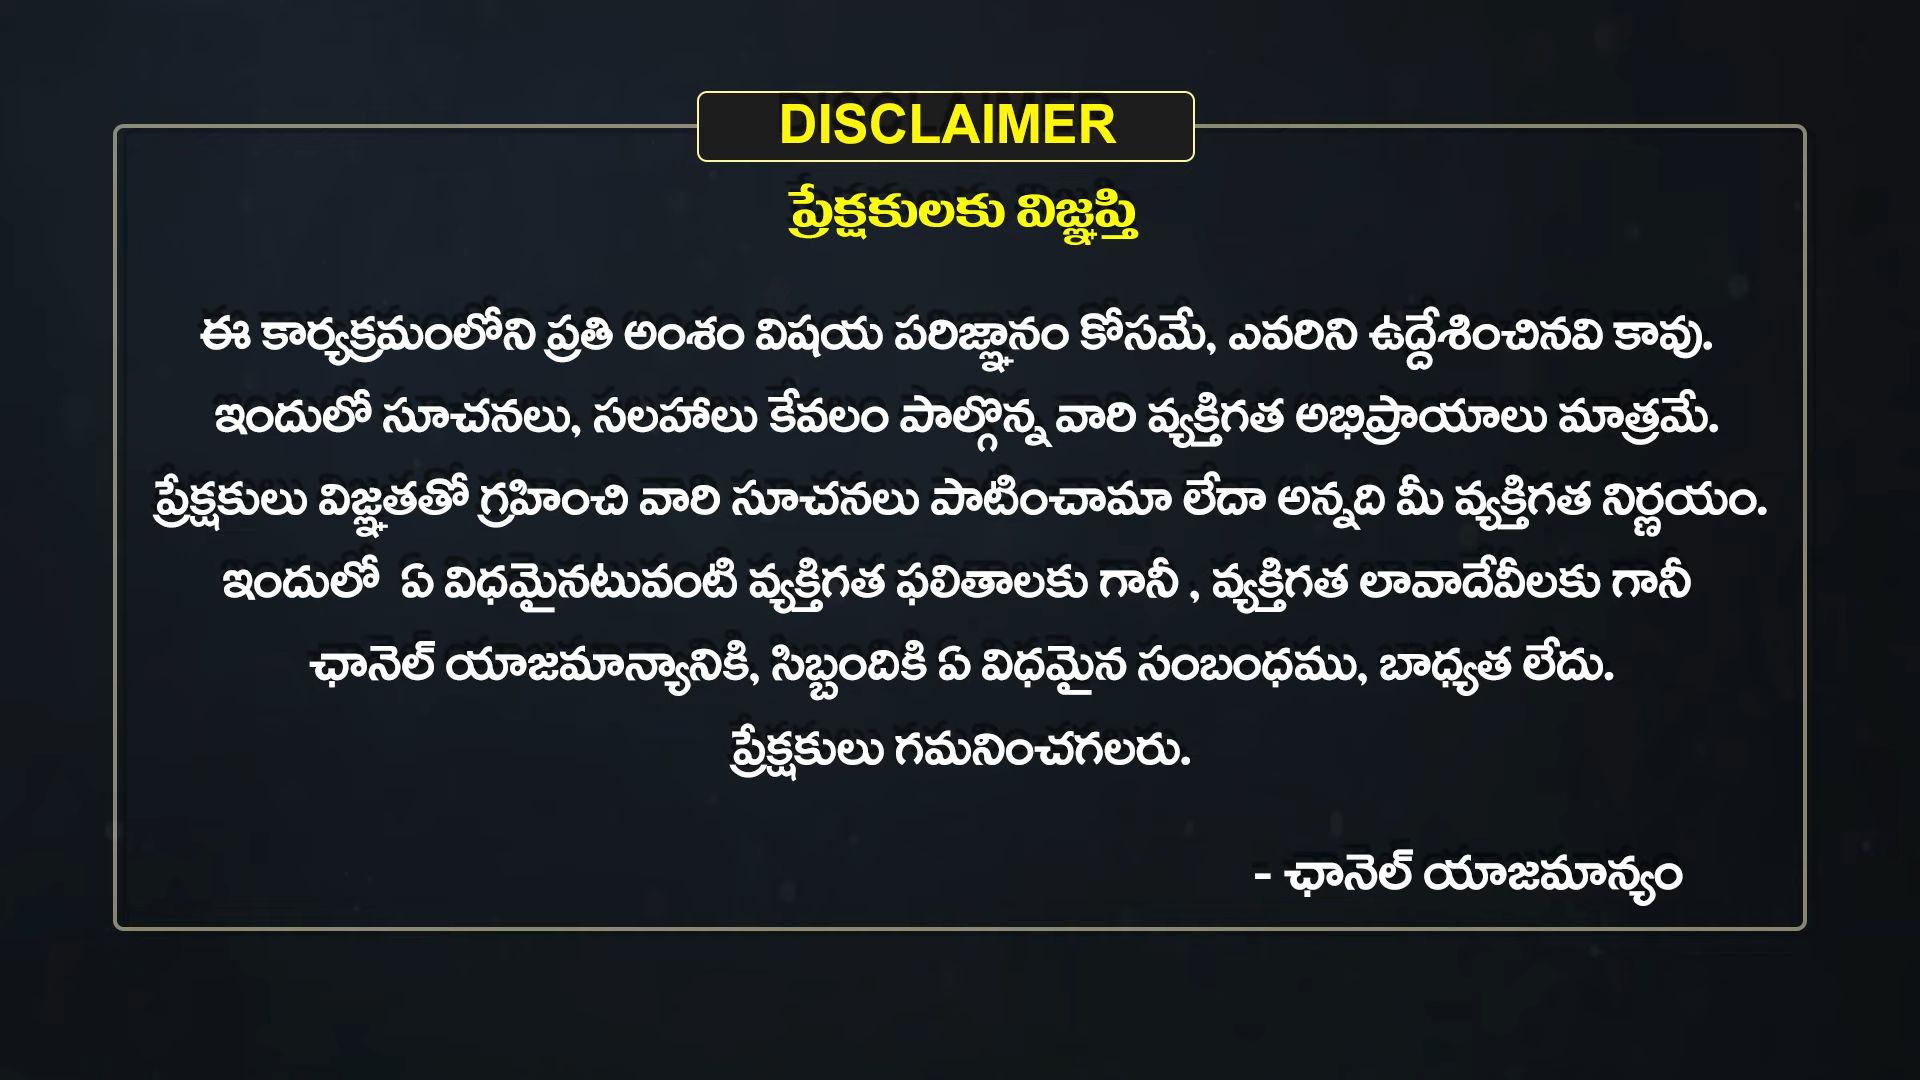 DISCLAIMER
ప్రేక్షకులకు విజ్ఞప్తి
ఈ కార్యక్రమంలోని ప్రతి అంశం విషయ పరిజ్ఞానం కోసమే, ఎవరిని ఉద్దేశించినవి కావు.
ఇందులో సూచనలు, సలహాలు కేవలం పాల్గొన్న వారి వ్యక్తిగత అభిప్రాయాలు మాత్రమే.
ప్రేక్షకులు విజ్ఞతతో గ్రహించి వారి సూచనలు పాటించామా లేదా అన్నది మీ వ్యక్తిగత నిర్ణయం.
ఇందులో ఏ విధమైనటువంటి వ్యక్తిగత ఫలితాలకు గానీ , వ్యక్తిగత లావాదేవీలకు గానీ
ఛానెల్ యాజమాన్యానికి, సిబ్బందికి ఏ విధమైన సంబంధము, బాధ్యత లేదు.
ప్రేక్షకులు గమనించగలరు.
- ఛానెల్ యాజమాన్యం